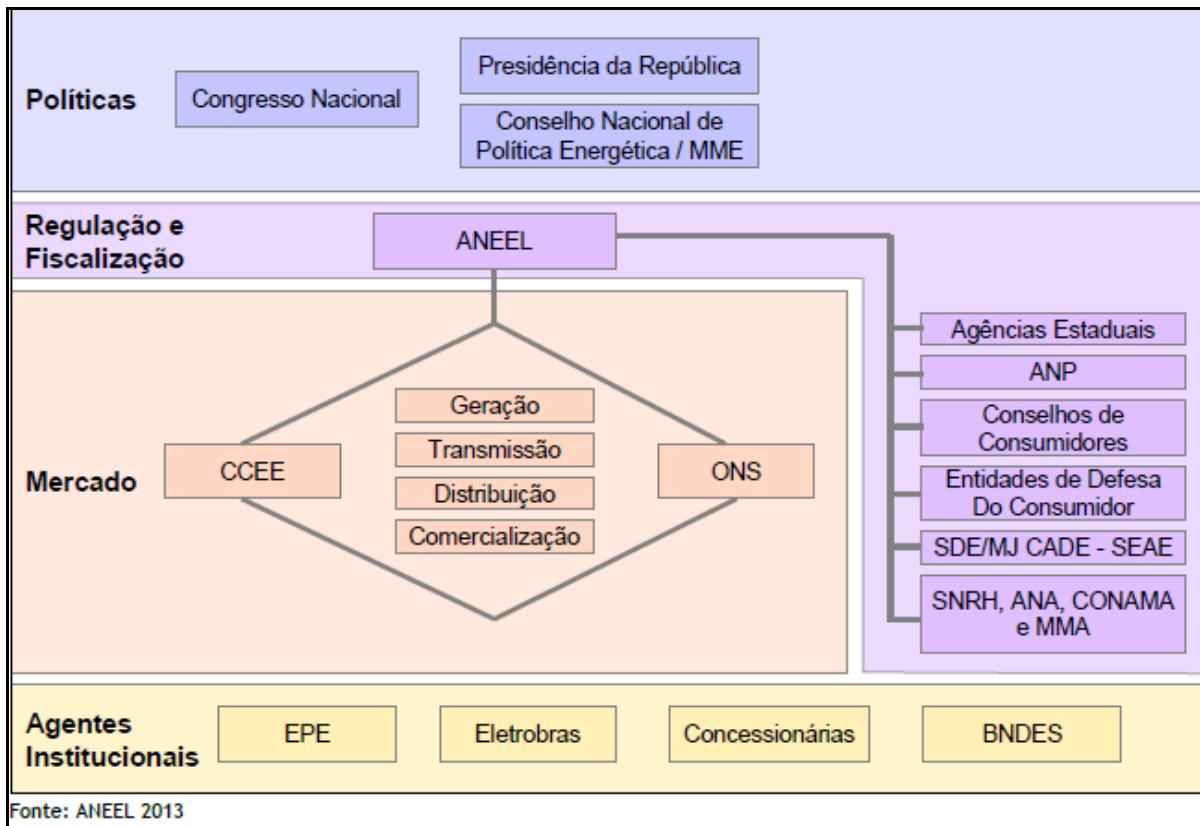 Políticas
Congresso Nacional
Presidência da República
Conselho Nacional de
Política Energética / MME
Regulação e
Fiscalização
ANEEL
Agências Estaduais
ANP
Conselhos de
Consumidores
Entidades de Defesa
Do Consumidor
SDE/MJ CADE - SEAE
SNRH, ANA, CONAMA
e MMA
Mercado
CCEE
Geração
Transmissão
Distribuição
Comercialização
ONS
Agentes
Institucionais
EPE
Eletrobras
Concessionárias
BNDES
Fonte: ANEEL 2013